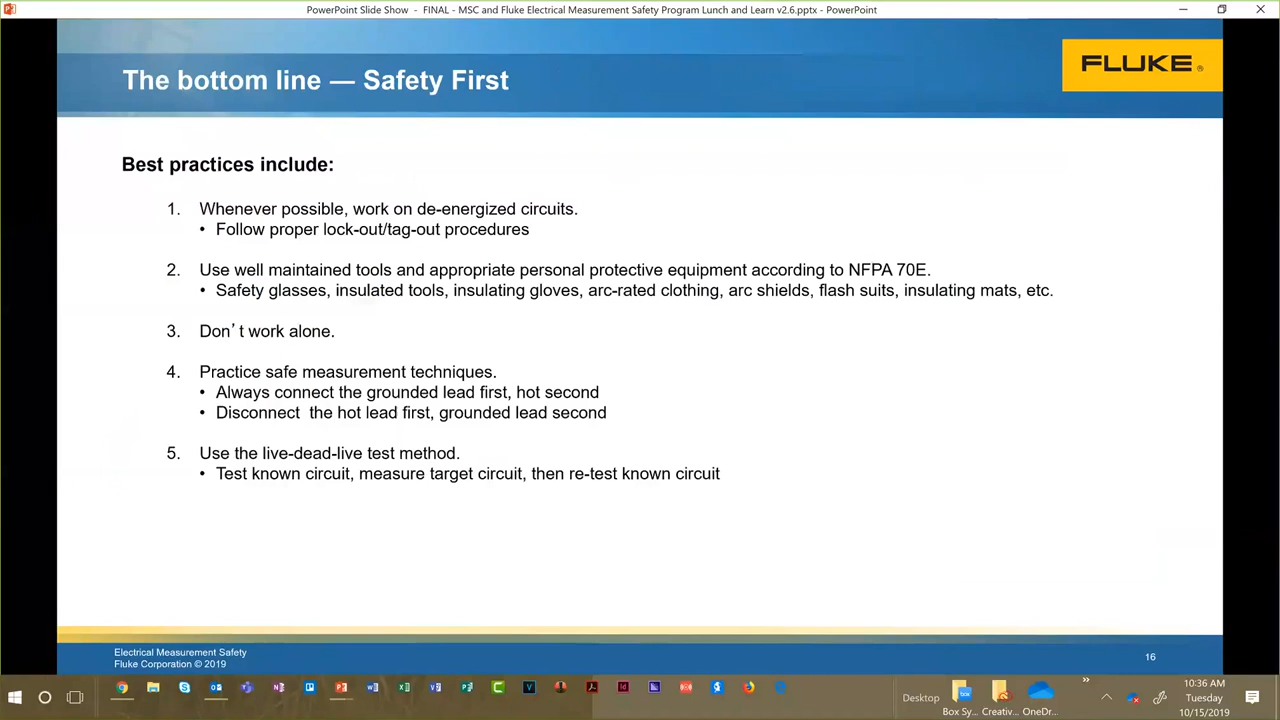 PowerPoint Slide Show - FINAL - MSC and Fluke Electrical Measurement Safety Program Lunch and Learn v2.6.pptx - PowerPoint
The bottom line — Safety First
FLUKE®
Best practices include:
1. Whenever possible, work on de-energized circuits.
• Follow proper lock-out/tag-out procedures
2. Use well maintained tools and appropriate personal protective equipment according to NFPA 70E.
• Safety glasses, insulated tools, insulating gloves, arc-rated clothing, arc shields, flash suits, insulating mats, etc.
3. Don't work alone.
4. Practice safe measurement techniques.
• Always connect the grounded lead first, hot second
• Disconnect the hot lead first, grounded lead second
5. Use the live-dead-live test method.
• Test known circuit, measure target circuit, then re-test known circuit
Electrical Measurement Safety
Fluke Corporation © 2019
16
Desktop
Box Sy...
Creativ...
OneDr...
10:36 AM
Tuesday
10/15/2019